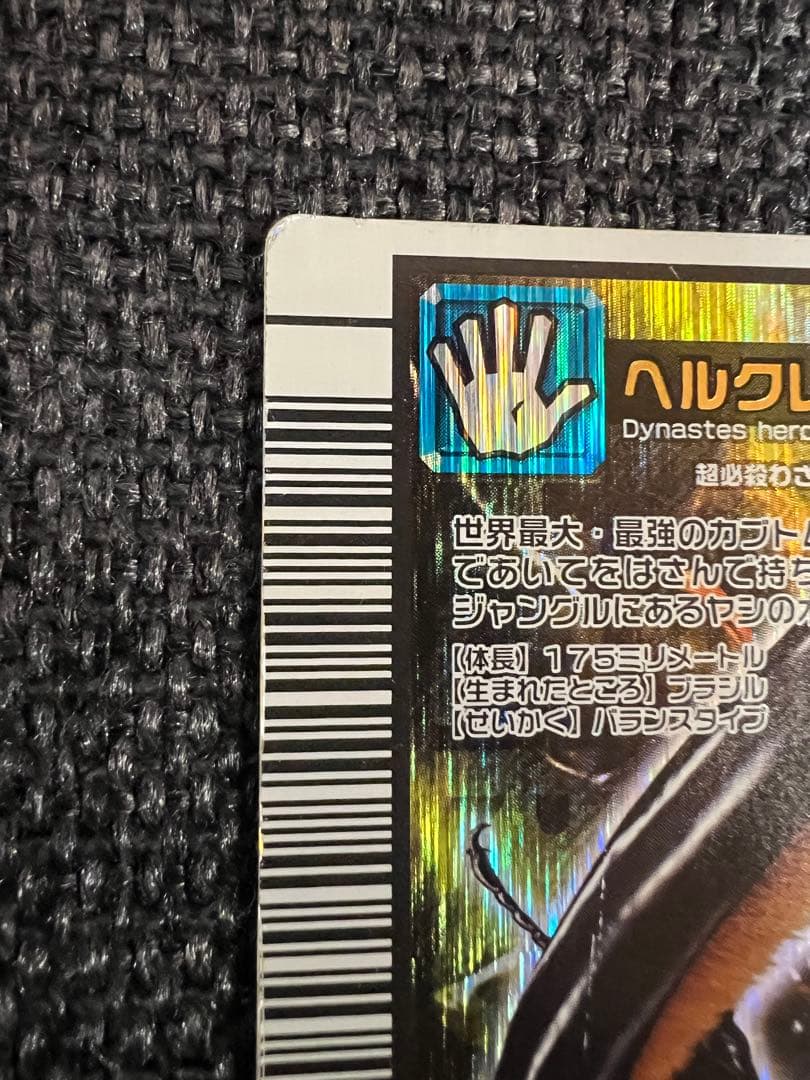 ヘルクレ
Dynastes herc
超必殺わざ
世界最大・最強のカブトム
であいてをはさんで持ち
ジャングルにあるヤシの木
【体長】175ミリメートル
【生まれたところ】ブラジル
【せいかく】バランスタイプ